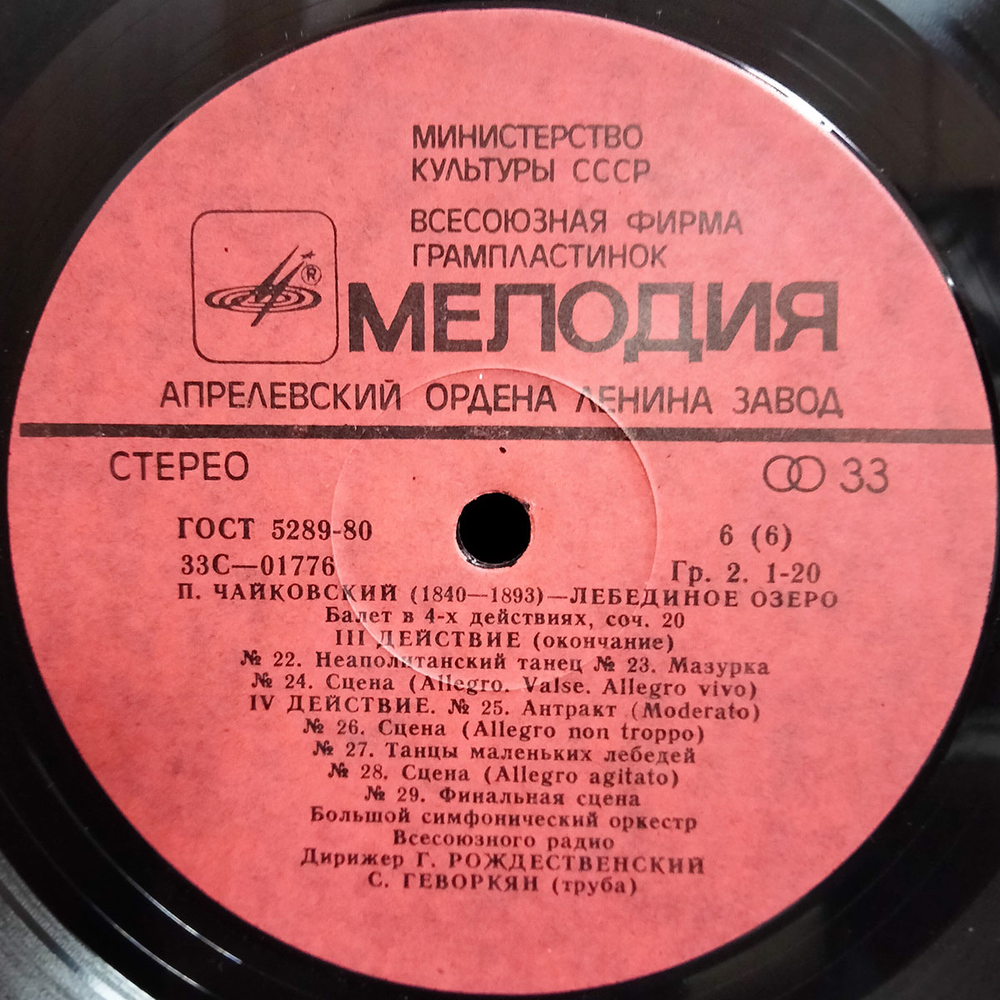 МИНИСТЕРСТВО
КУЛЬТУРЫ СССР
ВСЕСОЮЗНАЯ ФИРМА
ГРАМПЛАСТИНОК
®
МЕЛОДИЯ
АПРЕЛЕВСКИЙ ОРДЕНА ЛЕНИНА ЗАВОД
СТЕРЕО 33
ГОСТ 5289-80 6 (6)
33С—01776 Гр. 2. 1-20
П. ЧАЙКОВСКИЙ (1840—1893)—ЛЕБЕДИНОЕ ОЗЕРО
Балет в 4-х действиях, соч. 20
III ДЕЙСТВИЕ (окончание)
№ 22. Неаполитанский танец № 23. Мазурка
№ 24. Сцена (Allegro. Valse. Allegro vivo)
IV ДЕЙСТВИЕ. № 25. Антракт (Moderato)
№ 26. Сцена (Allegro non troppo)
№ 27. Танцы маленьких лебедей
№ 28. Сцена (Allegro agitato)
№ 29. Финальная сцена
Большой симфонический оркестр
Всесоюзного радио
Дирижер Г. РОЖДЕСТВЕНСКИЙ
С. ГЕВОРКЯН (труба)